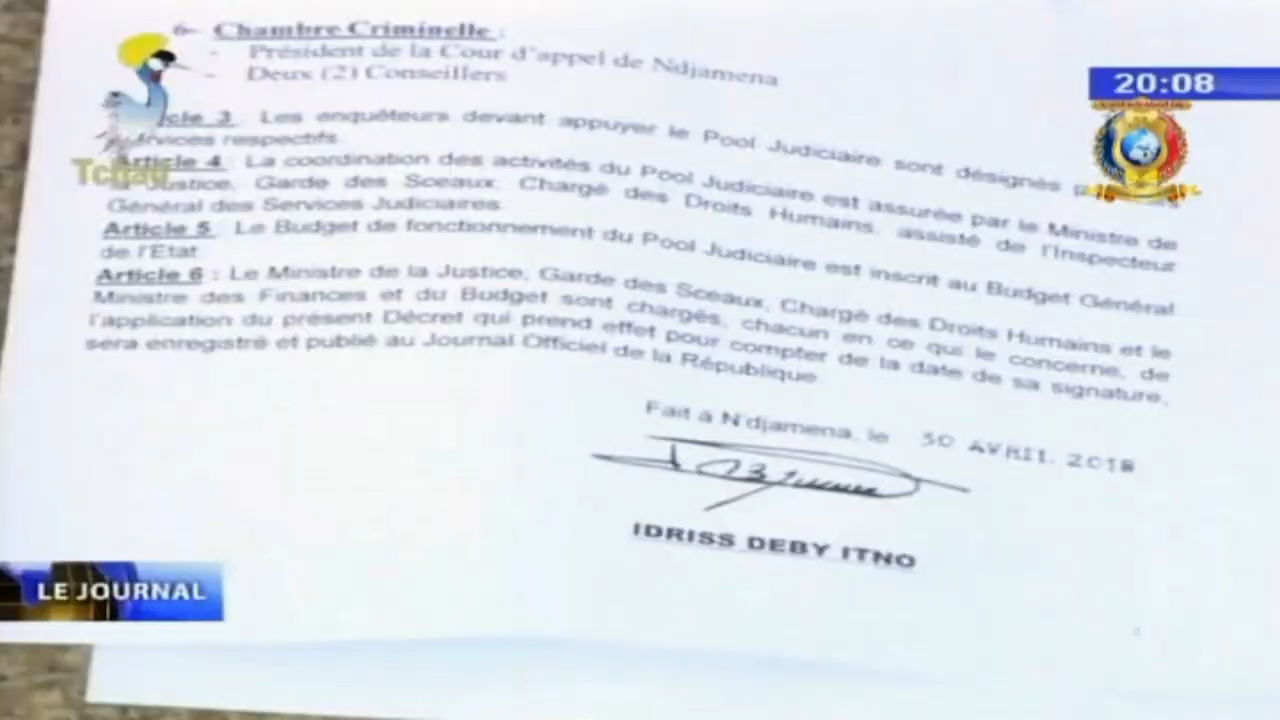 6- Chambre Criminelle :
- Président de la Cour d'appel de Ndjamena
- Deux (2) Conseillers
cle 3 : Les enquêteurs devant appuyer le Pool Judiciaire sont désignés
services respectifs.
Article 4 : La coordination des activités du Pool Judiciaire est assurée par le Ministre de
Justice, Garde des Sceaux, Chargé des Droits Humains, assisté de l'Inspecteur
Général des Services Judiciaires.
Article 5 : Le Budget de fonctionnement du Pool Judiciaire est inscrit au Budget Général
de l'Etat
Article 6 : Le Ministre de la Justice, Garde des Sceaux, Chargé des Droits Humains et le
Ministre des Finances et du Budget sont chargés, chacun en ce qui le concerne, de
l'application du présent Décret qui prend effet pour compter de la date de sa signature,
sera enregistré et publié au Journal Officiel de la République.
Fait à N'djamena, le 30 AVRIL 2018
IDRISS DEBY ITNO
20:08
Tchad
LE JOURNAL